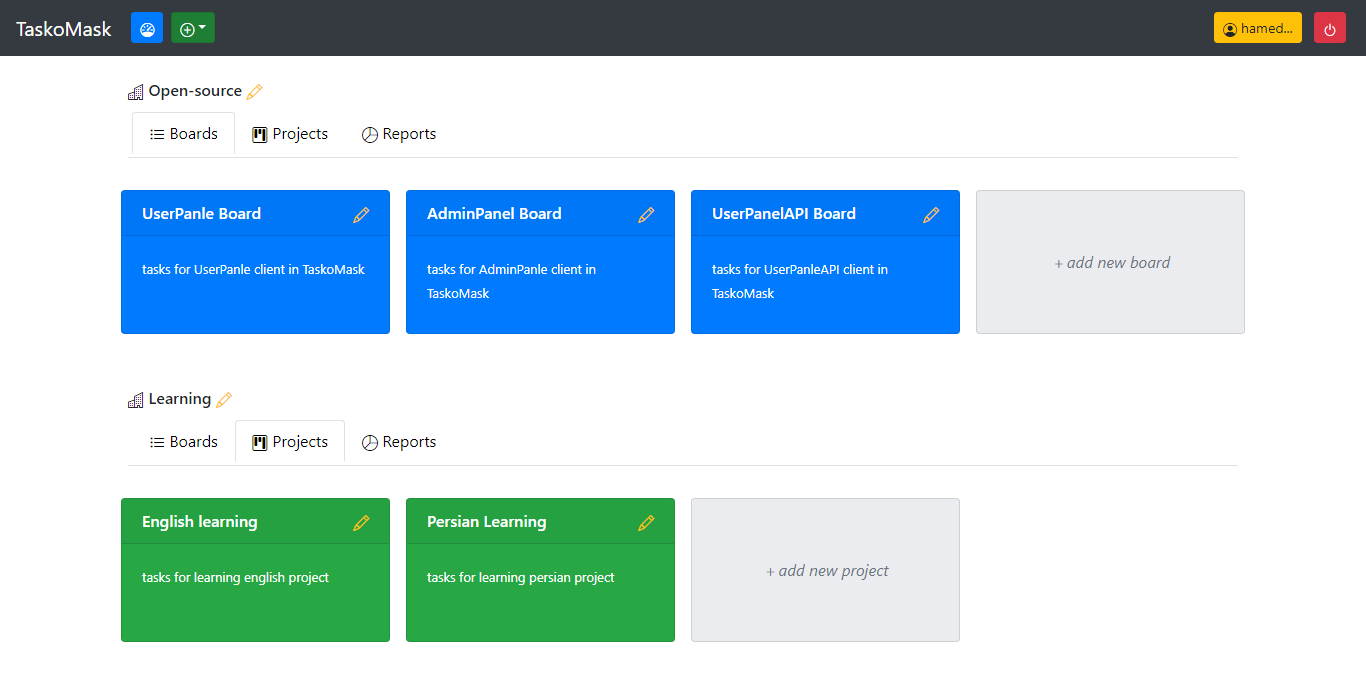 TaskoMask
hamed...
Open-source
Boards
Projects
Reports
UserPanle Board
tasks for UserPanle client in TaskoMask
AdminPanel Board
tasks for AdminPanle client in
TaskoMask
UserPanelAPI Board
tasks for UserPanleAPI client in
TaskoMask
+ add new board
Learning
Boards
Projects
Reports
English learning
tasks for learning english project
Persian Learning
tasks for learning persian project
+ add new project